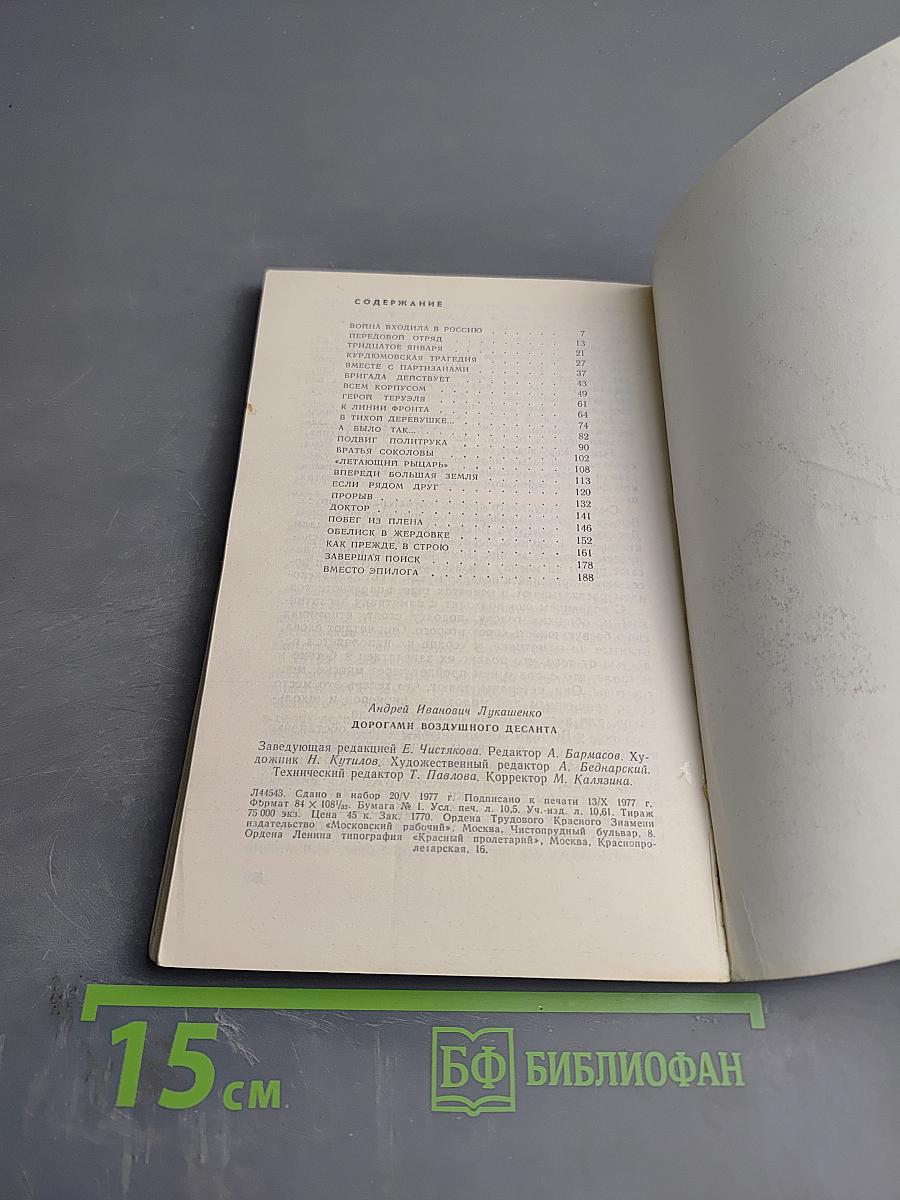 СОДЕРЖАНИЕ
ВОЙНА ВХОДИЛА В РОССИЮ . . . . . . 7
ПЕРЕДОВОЙ ОТРЯД . . . . . . . . 13
ТРИДЦАТОЕ ЯНВАРЯ . . . . . . . . 21
КУРДЮМОВСКАЯ ТРАГЕДИЯ . . . . . . 27
ВМЕСТЕ С ПАРТИЗАНАМИ . . . . . . . 37
БРИГАДА ДЕЙСТВУЕТ . . . . . . . . 43
ВСЕМ КОРПУСОМ . . . . . . . . . 49
ГЕРОЙ ТЕРУЭЛЯ . . . . . . . . . 61
К ЛИНИИ ФРОНТА . . . . . . . . . 64
В ТИХОЙ ДЕРЕВУШКЕ... . . . . . . . 74
А БЫЛО ТАК... . . . . . . . . . 82
ПОДВИГ ПОЛИТРУКА . . . . . . . . 90
БРАТЬЯ СОКОЛОВЫ . . . . . . . . . 102
«ЛЕТАЮЩИЙ РЫЦАРЬ» . . . . . . . . 108
ВПЕРЕДИ БОЛЬШАЯ ЗЕМЛЯ . . . . . . . 113
ЕСЛИ РЯДОМ ДРУГ . . . . . . . . . 120
ПРОРЫВ . . . . . . . . . . . . 132
ДОКТОР . . . . . . . . . . . . 141
ПОБЕГ ИЗ ПЛЕНА . . . . . . . . . 146
ОБЕЛИСК В ЖЕРДОВКЕ . . . . . . . . 152
КАК ПРЕЖДЕ, В СТРОЮ . . . . . . . . 161
ЗАВЕРШАЯ ПОИСК . . . . . . . . . 178
ВМЕСТО ЭПИЛОГА . . . . . . . . . 188
Андрей Иванович Лукашенко
ДОРОГАМИ ВОЗДУШНОГО ДЕСАНТА
Заведующая редакцией Е. Чистякова. Редактор А. Бармасов. Ху-
дожник Н. Кутилов. Художественный редактор А. Беднарский.
Технический редактор Т. Павлова. Корректор М. Калязина.
Л44543. Сдано в набор 20/V 1977 г. Подписано к печати 13/X 1977 г.
Формат 84 × 108¹/₃₂. Бумага № 1. Усл. печ. л. 10,5. Уч.-изд. л. 10,61. Тираж
75 000 экз. Цена 45 к. Зак. 1770. Ордена Трудового Красного Знамени
издательство «Московский рабочий», Москва, Чистопрудный бульвар, 8.
Ордена Ленина типография «Красный пролетарий», Москва, Краснопро-
летарская, 16.
15 см
БФ БИБЛИОФАН